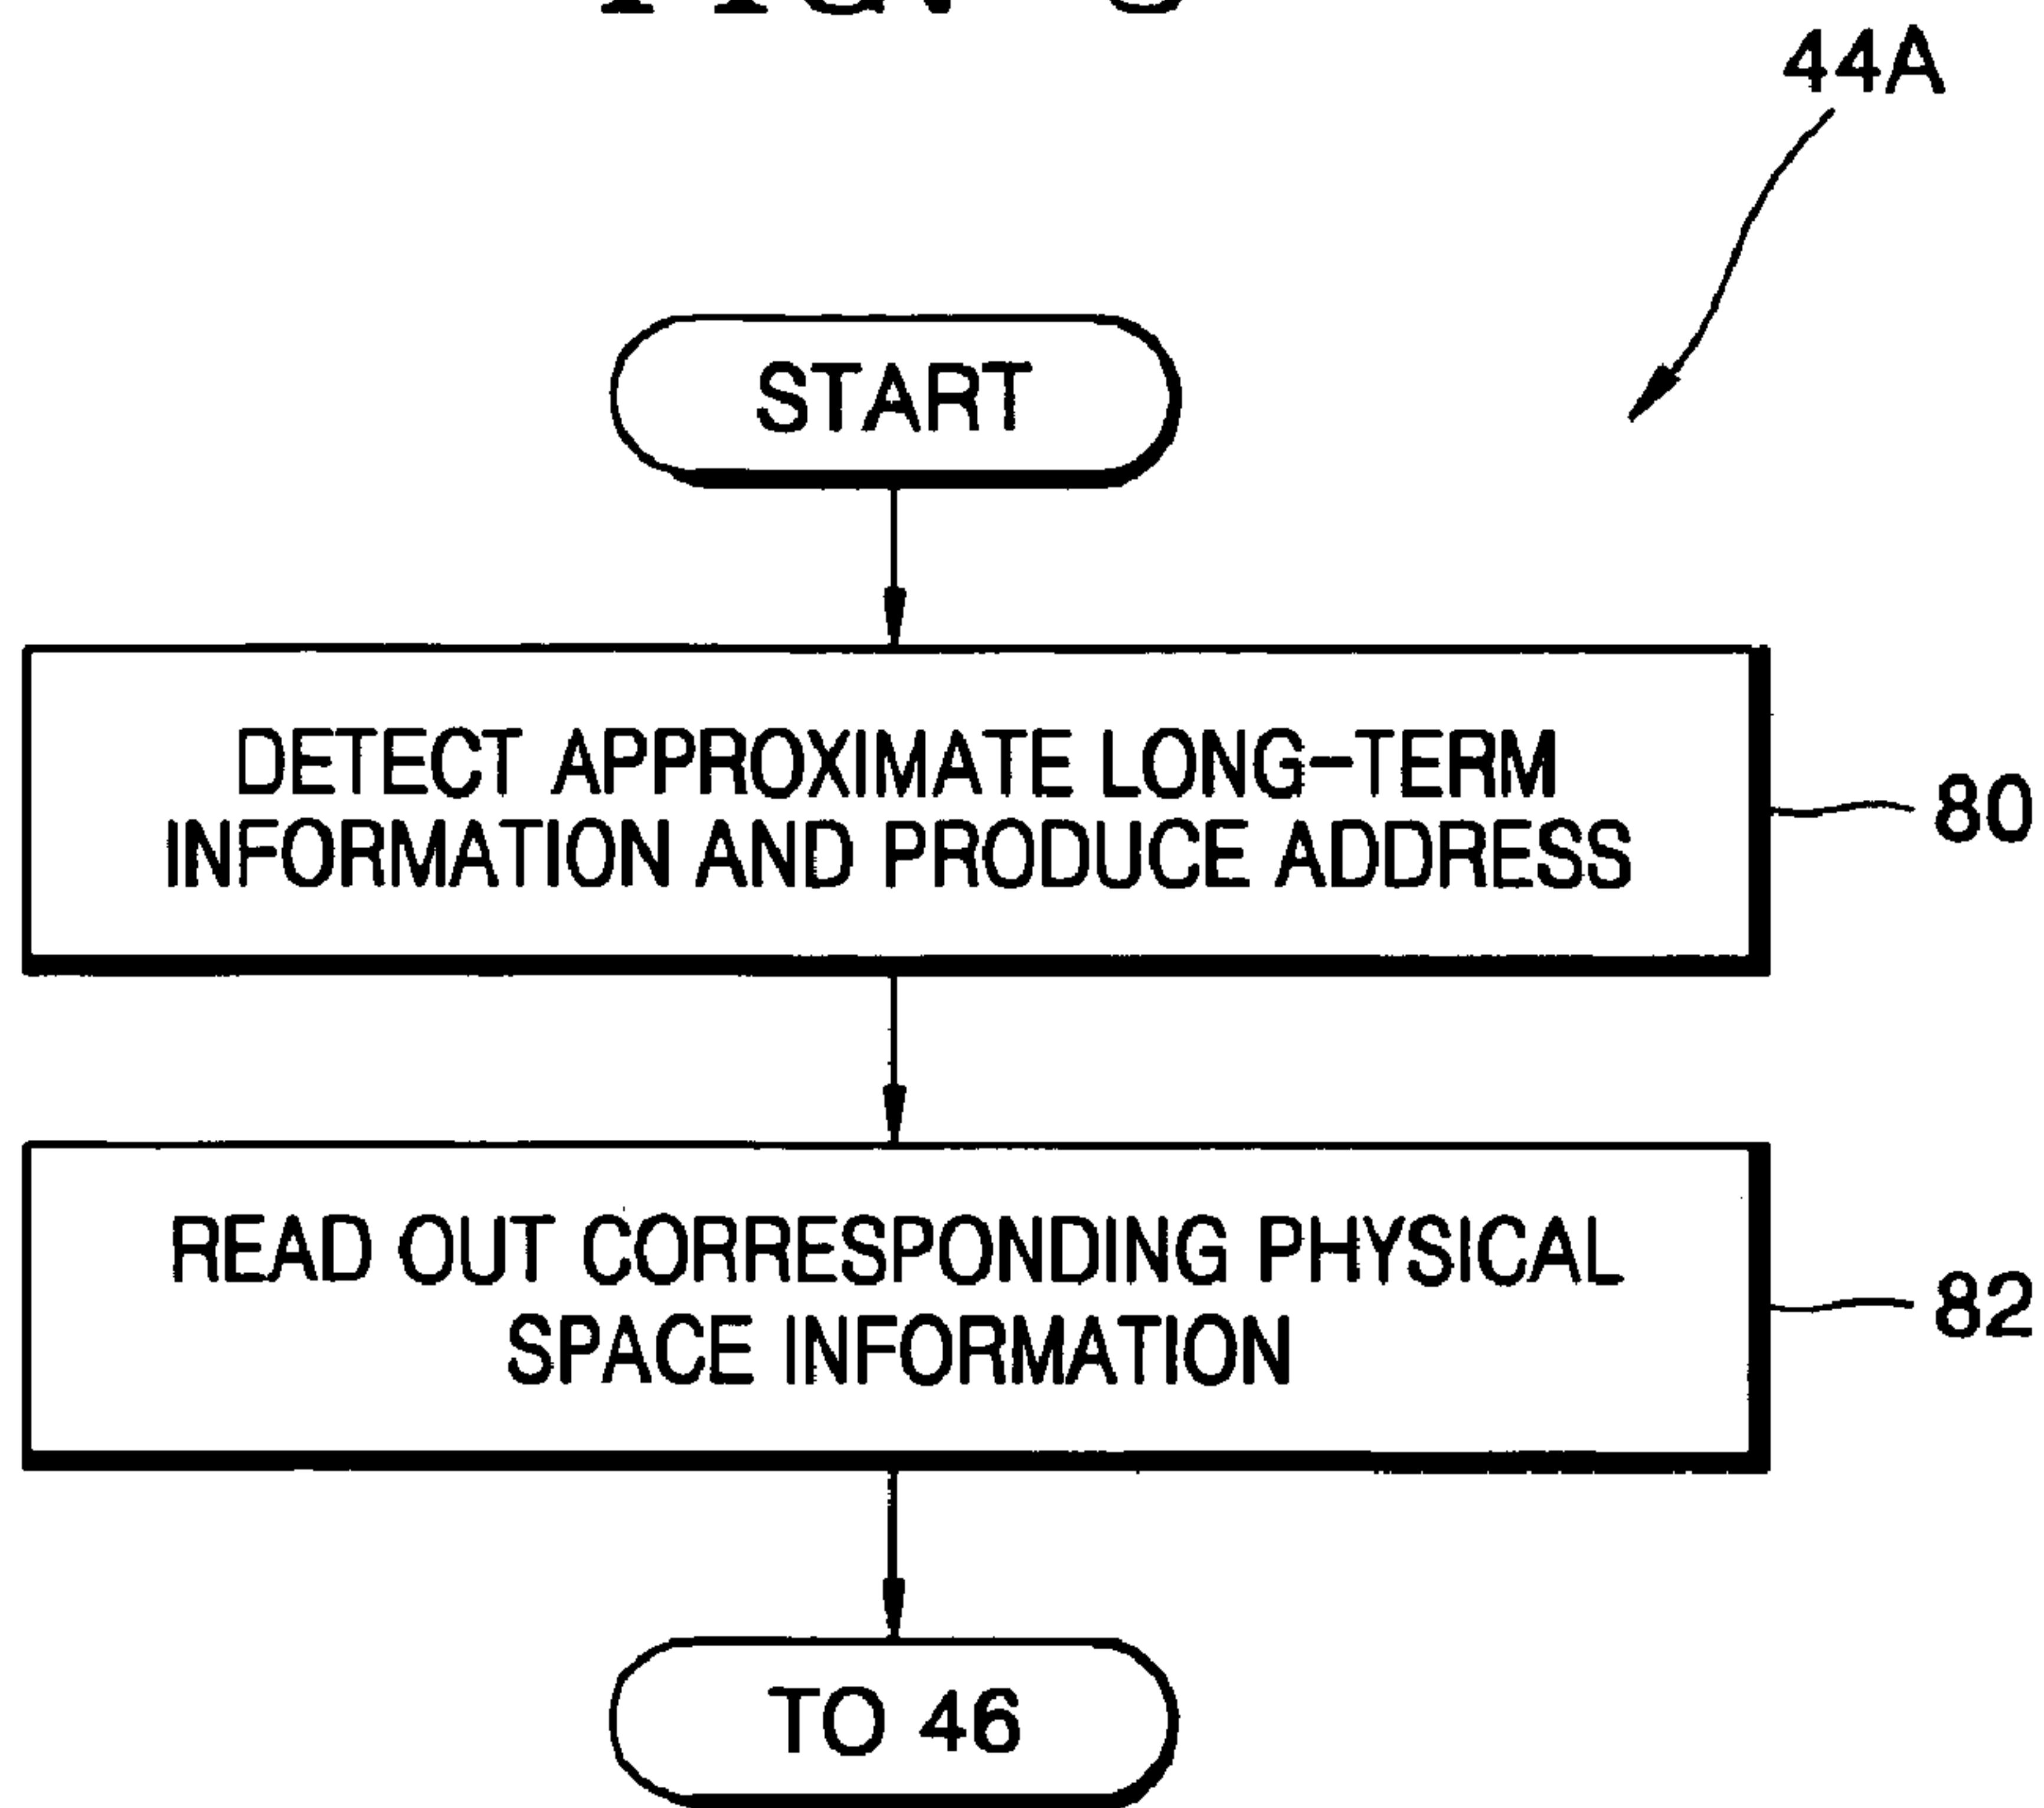 44A
START
DETECT APPROXIMATE LONG-TERM
INFORMATION AND PRODUCE ADDRESS
80
READ OUT CORRESPONDING PHYSICAL
SPACE INFORMATION
82
TO 46